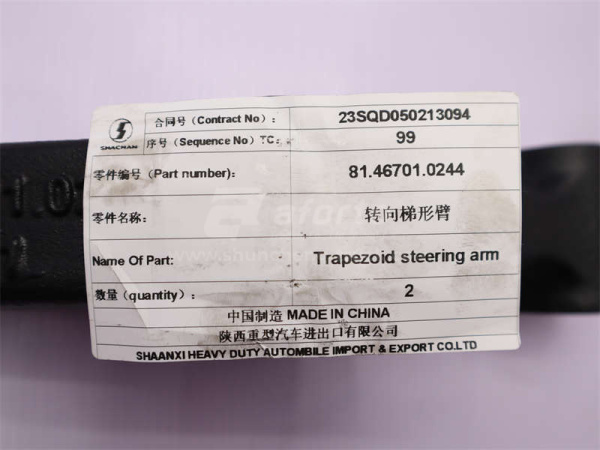 SHACMAN
合同号（Contract No）： 23SQD050213094
序号（Sequence No）TC： 99
零件编号（Part number): 81.46701.0244
零件名称： 转向梯形臂
Name Of Part: Trapezoid steering arm
数量（quantity）： 2
中国制造 MADE IN CHINA
陕西重型汽车进出口有限公司
SHAANXI HEAVY DUTY AUTOMBILE IMPORT & EXPORT CO.LTD